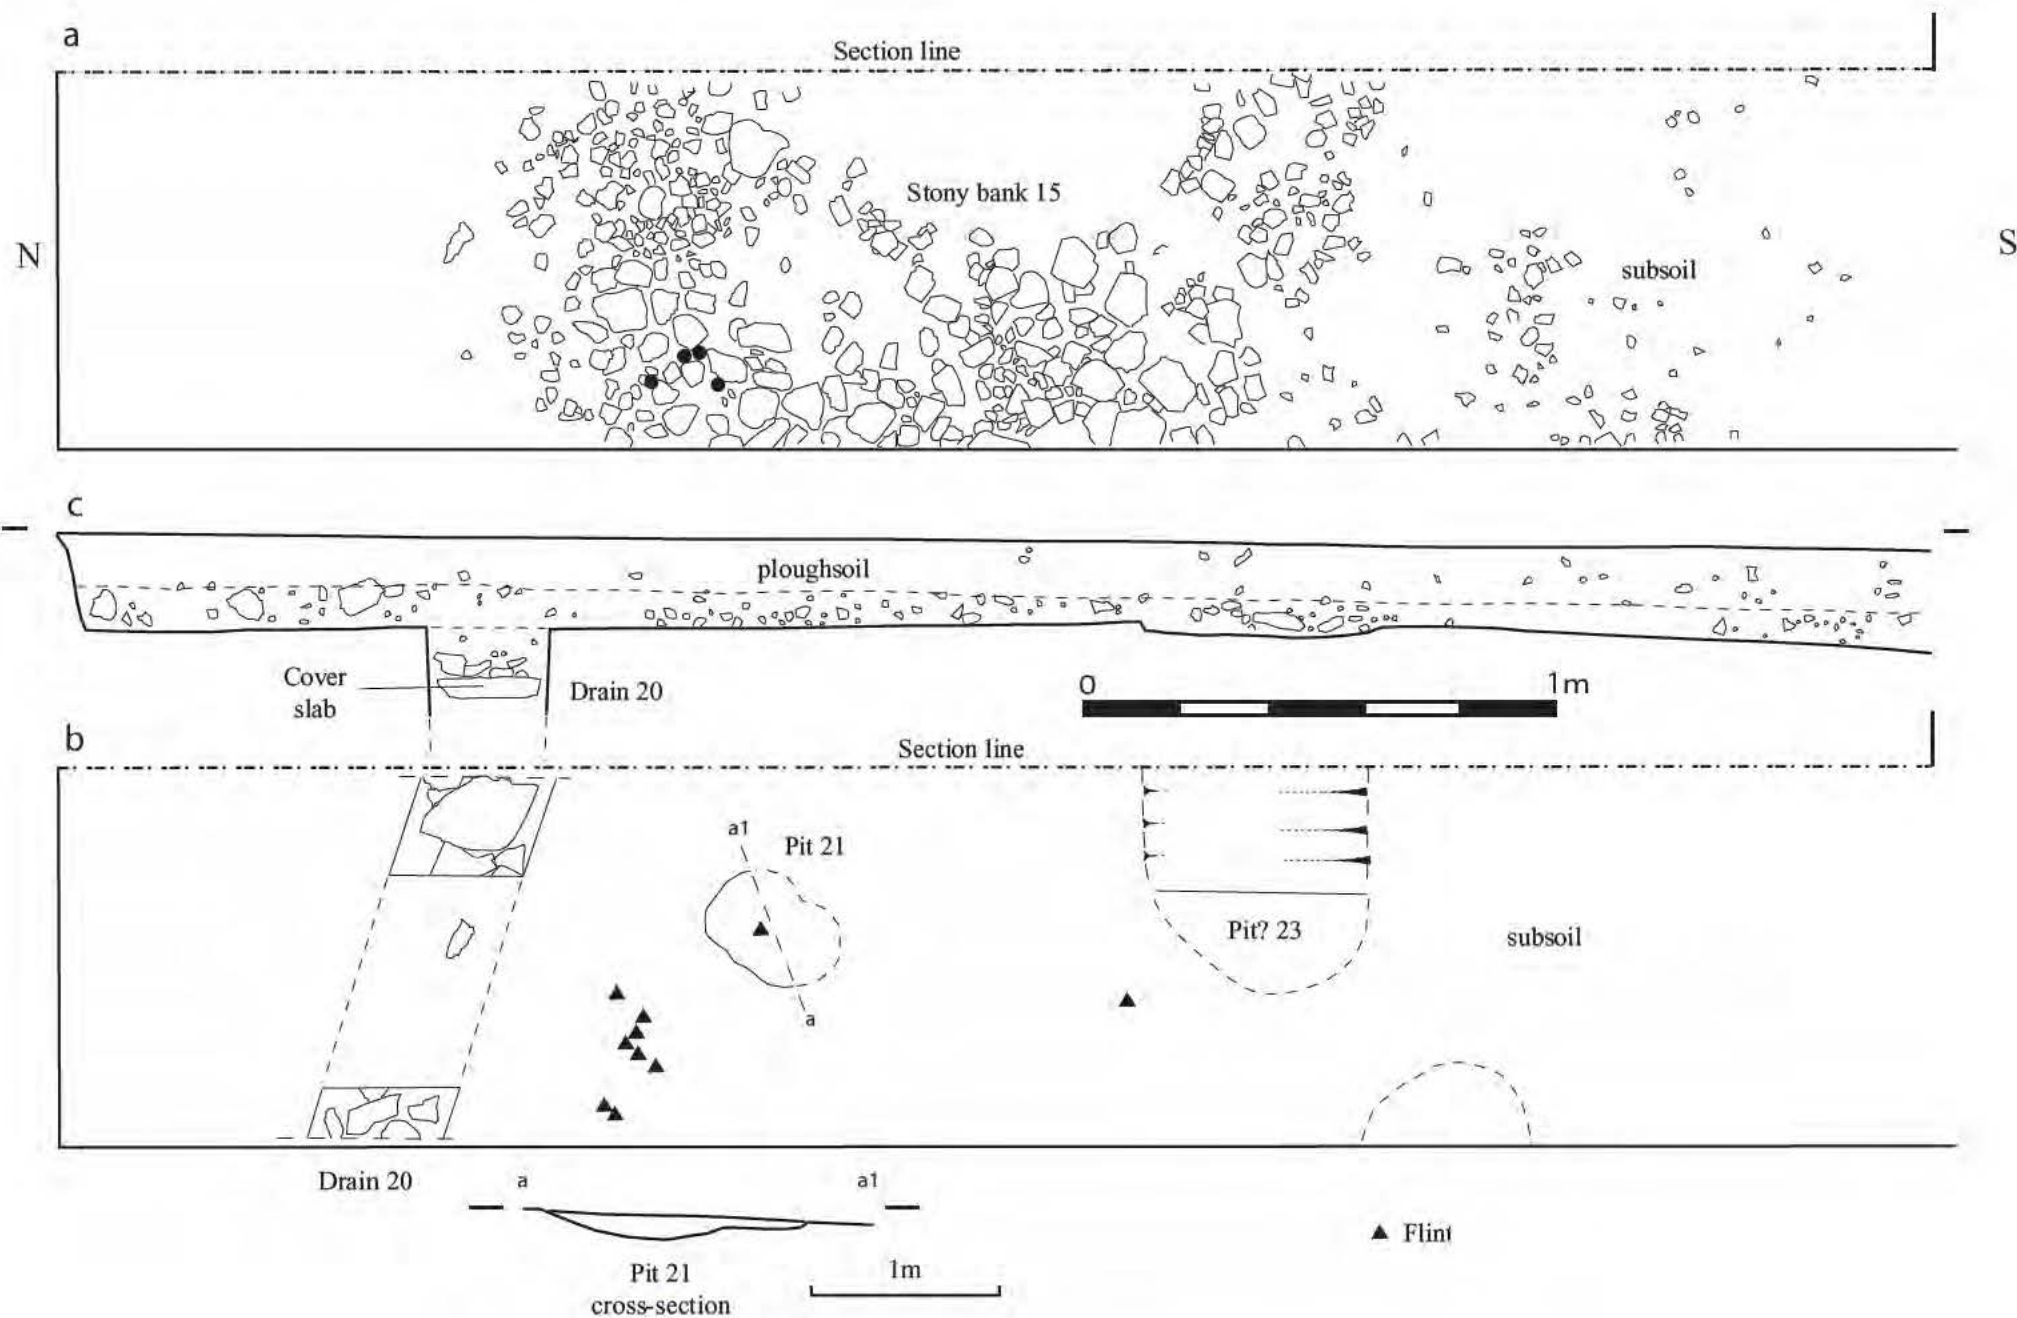 a
Section line
Stony bank 15
N
S
subsoil
c
ploughsoil
Cover
slab
Drain 20
0
1m
b
Section line
a1
Pit 21
Pit? 23
subsoil
a
Drain 20
a
a1
Flint
Pit 21
cross-section
1m